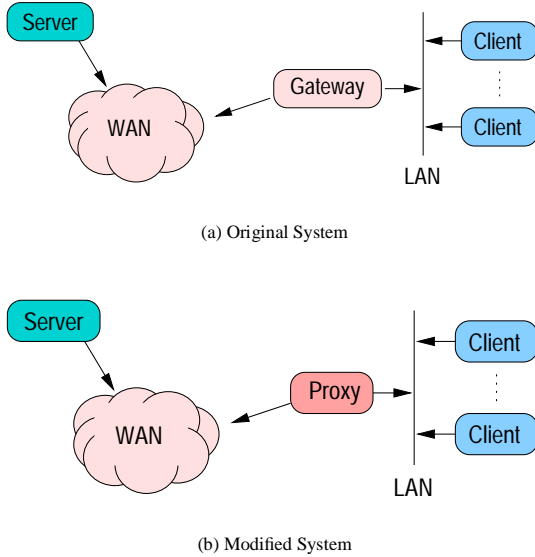 Server
Client
Gateway
WAN
Client
LAN
(a) Original System
Server
Client
Proxy
WAN
Client
LAN
(b) Modified System